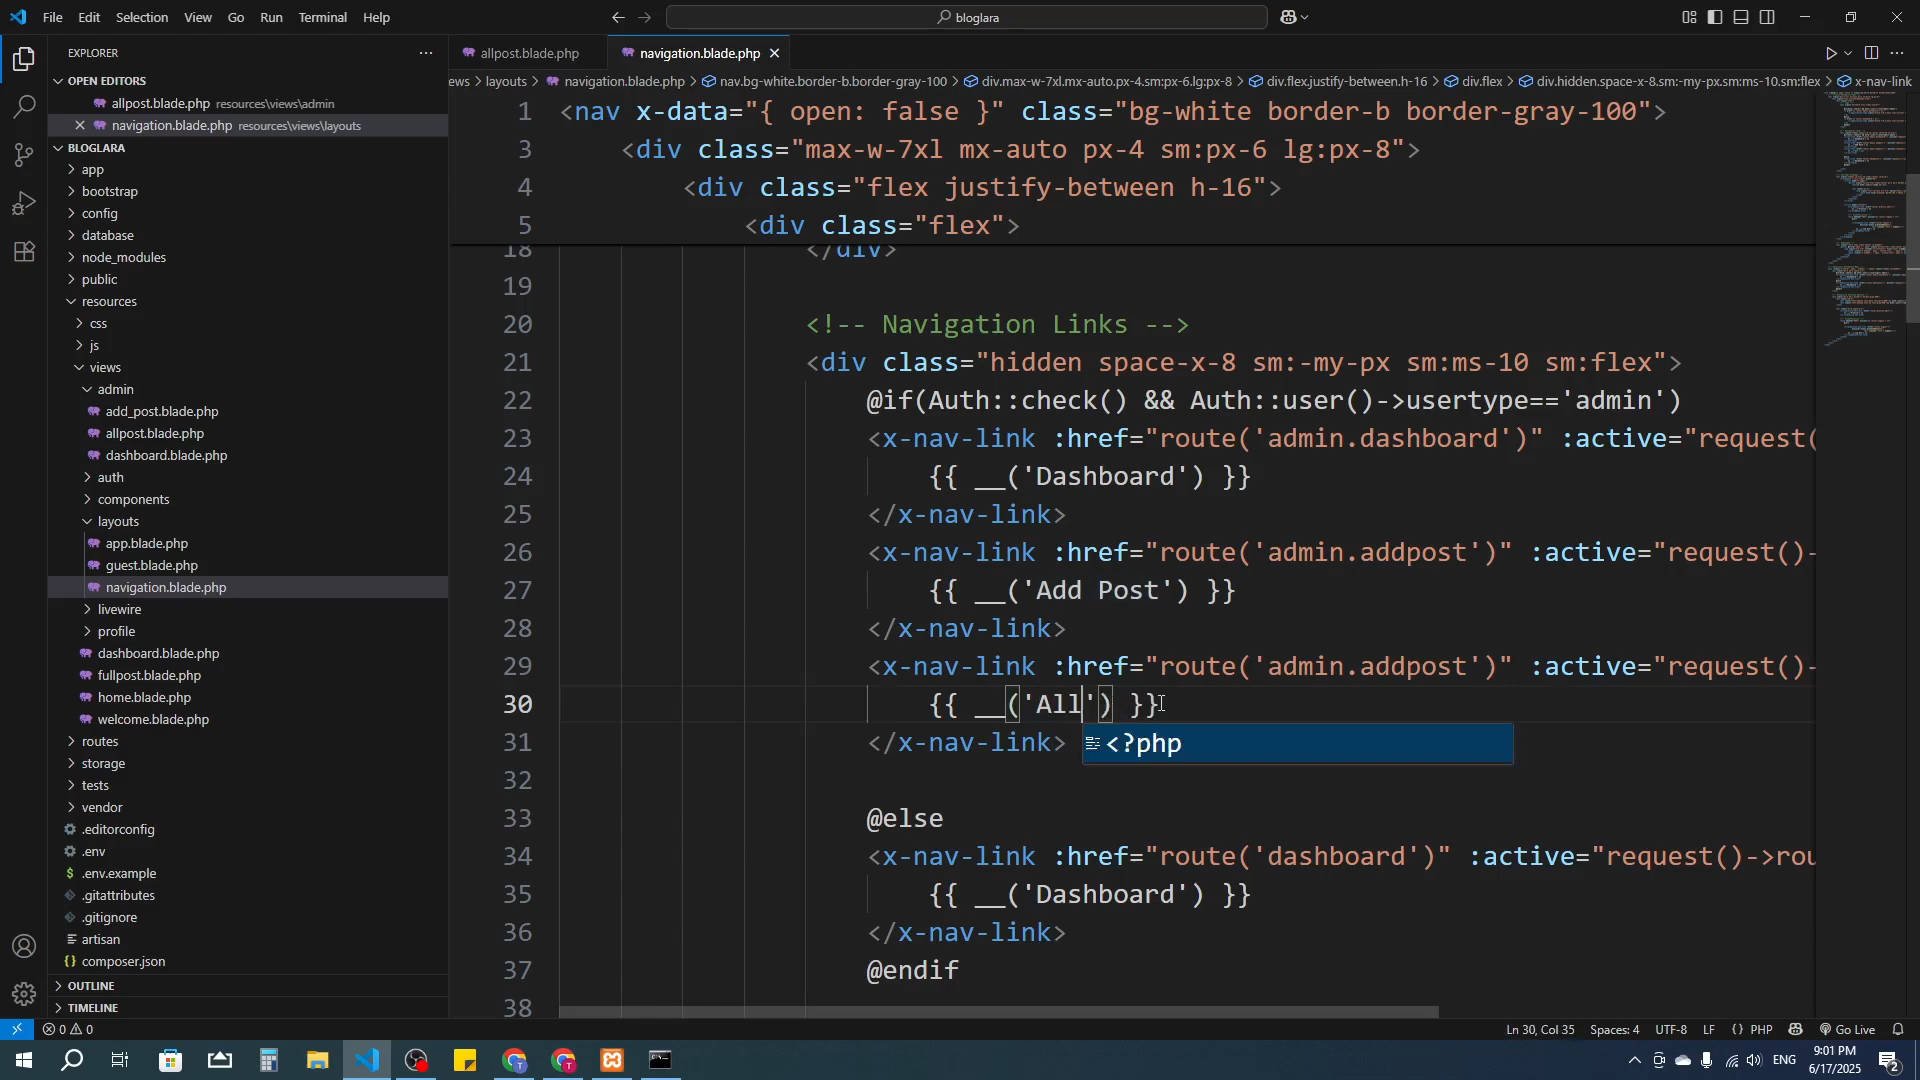 File Edit Selection View Go Run Terminal Help
bloglara
EXPLORER
allpost.blade.php
navigation.blade.php
OPEN EDITORS
allpost.blade.php resources\views\admin
navigation.blade.php resources\views\layouts
BLOGLARA
app
bootstrap
config
database
node_modules
public
resources
css
js
views
admin
add_post.blade.php
allpost.blade.php
dashboard.blade.php
auth
components
layouts
app.blade.php
guest.blade.php
navigation.blade.php
livewire
profile
dashboard.blade.php
fullpost.blade.php
home.blade.php
welcome.blade.php
routes
storage
tests
vendor
.editorconfig
.env
.env.example
.gitattributes
.gitignore
artisan
composer.json
OUTLINE
TIMELINE
ews > layouts > navigation.blade.php > nav.bg-white.border-b.border-gray-100 > div.max-w-7xl.mx-auto.px-4.sm:px-6.lg:px-8 > div.flex.justify-between.h-16 > div.flex > div.hidden.space-x-8.sm:-my-px.sm:ms-10.sm:flex > x-nav-link
1 <nav x-data="{ open: false }" class="bg-white border-b border-gray-100">
3 <div class="max-w-7xl mx-auto px-4 sm:px-6 lg:px-8">
4 <div class="flex justify-between h-16">
5 <div class="flex">
18 </div>
19
20 <!-- Navigation Links -->
21 <div class="hidden space-x-8 sm:-my-px sm:ms-10 sm:flex">
22 @if(Auth::check() && Auth::user()->usertype=='admin')
23 <x-nav-link :href="route('admin.dashboard')" :active="request(
24 {{ __('Dashboard') }}
25 </x-nav-link>
26 <x-nav-link :href="route('admin.addpost')" :active="request()-
27 {{ __('Add Post') }}
28 </x-nav-link>
29 <x-nav-link :href="route('admin.addpost')" :active="request()-
30 {{ __('All') }}
31 </x-nav-link>
<?php
32
33 @else
34 <x-nav-link :href="route('dashboard')" :active="request()->rou
35 {{ __('Dashboard') }}
36 </x-nav-link>
37 @endif
38
0 0
Ln 30, Col 35 Spaces: 4 UTF-8 LF {} PHP Go Live
ENG
9:01 PM
6/17/2025
2